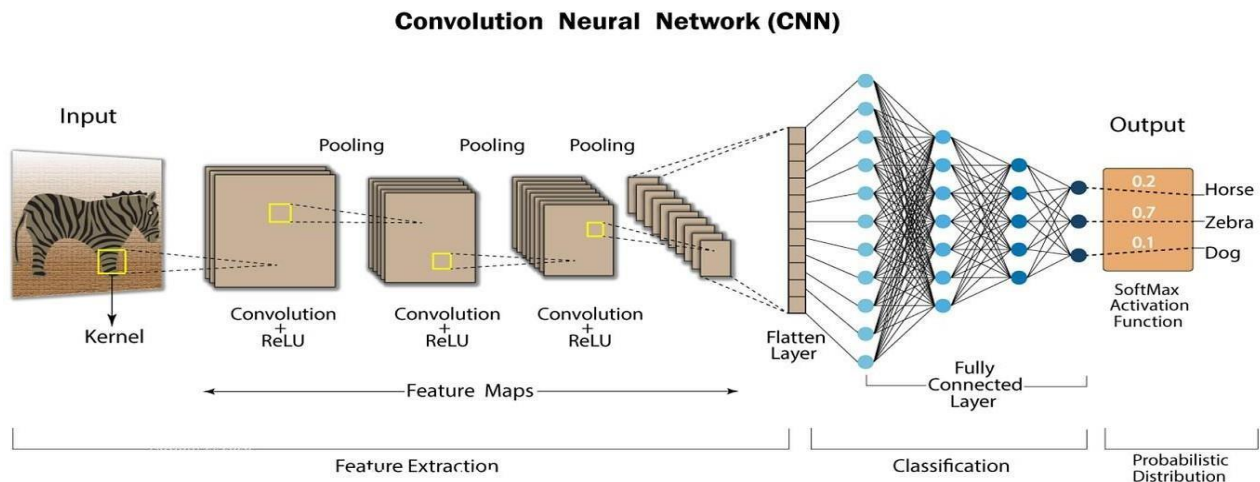 Convolution Neural Network (CNN)
Input
Kernel
Pooling
Pooling
Pooling
Convolution
+
ReLU
Convolution
+
ReLU
Convolution
+
ReLU
Feature Maps
Flatten
Layer
Fully
Connected
Layer
Output
0.2
0.7
0.1
Horse
Zebra
Dog
SoftMax
Activation
Function
Feature Extraction
Classification
Probabilistic
Distribution